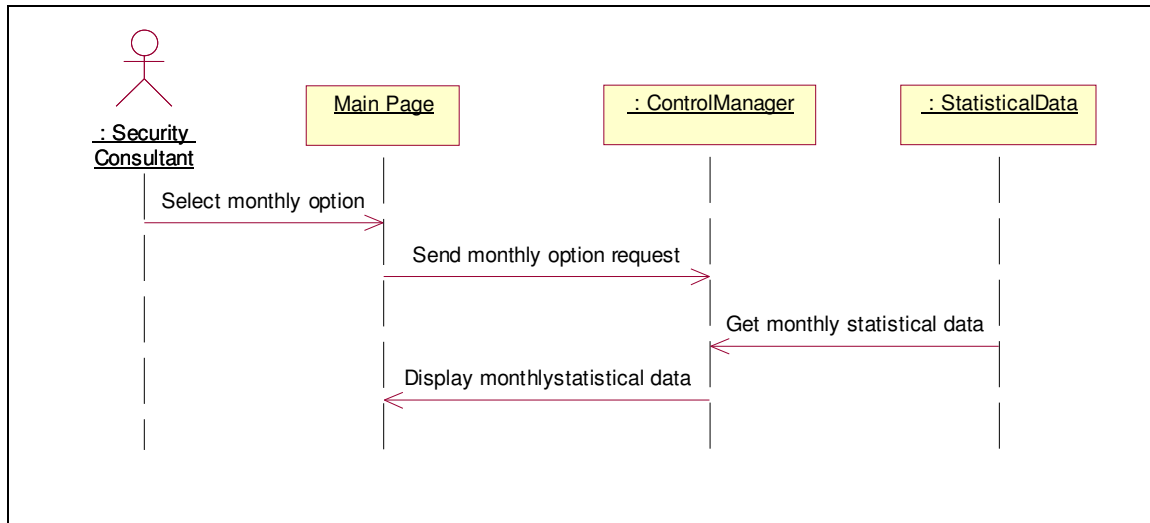 : Security
Consultant
Main Page
: ControlManager
: StatisticalData
Select monthly option
Send monthly option request
Get monthly statistical data
Display monthlystatistical data